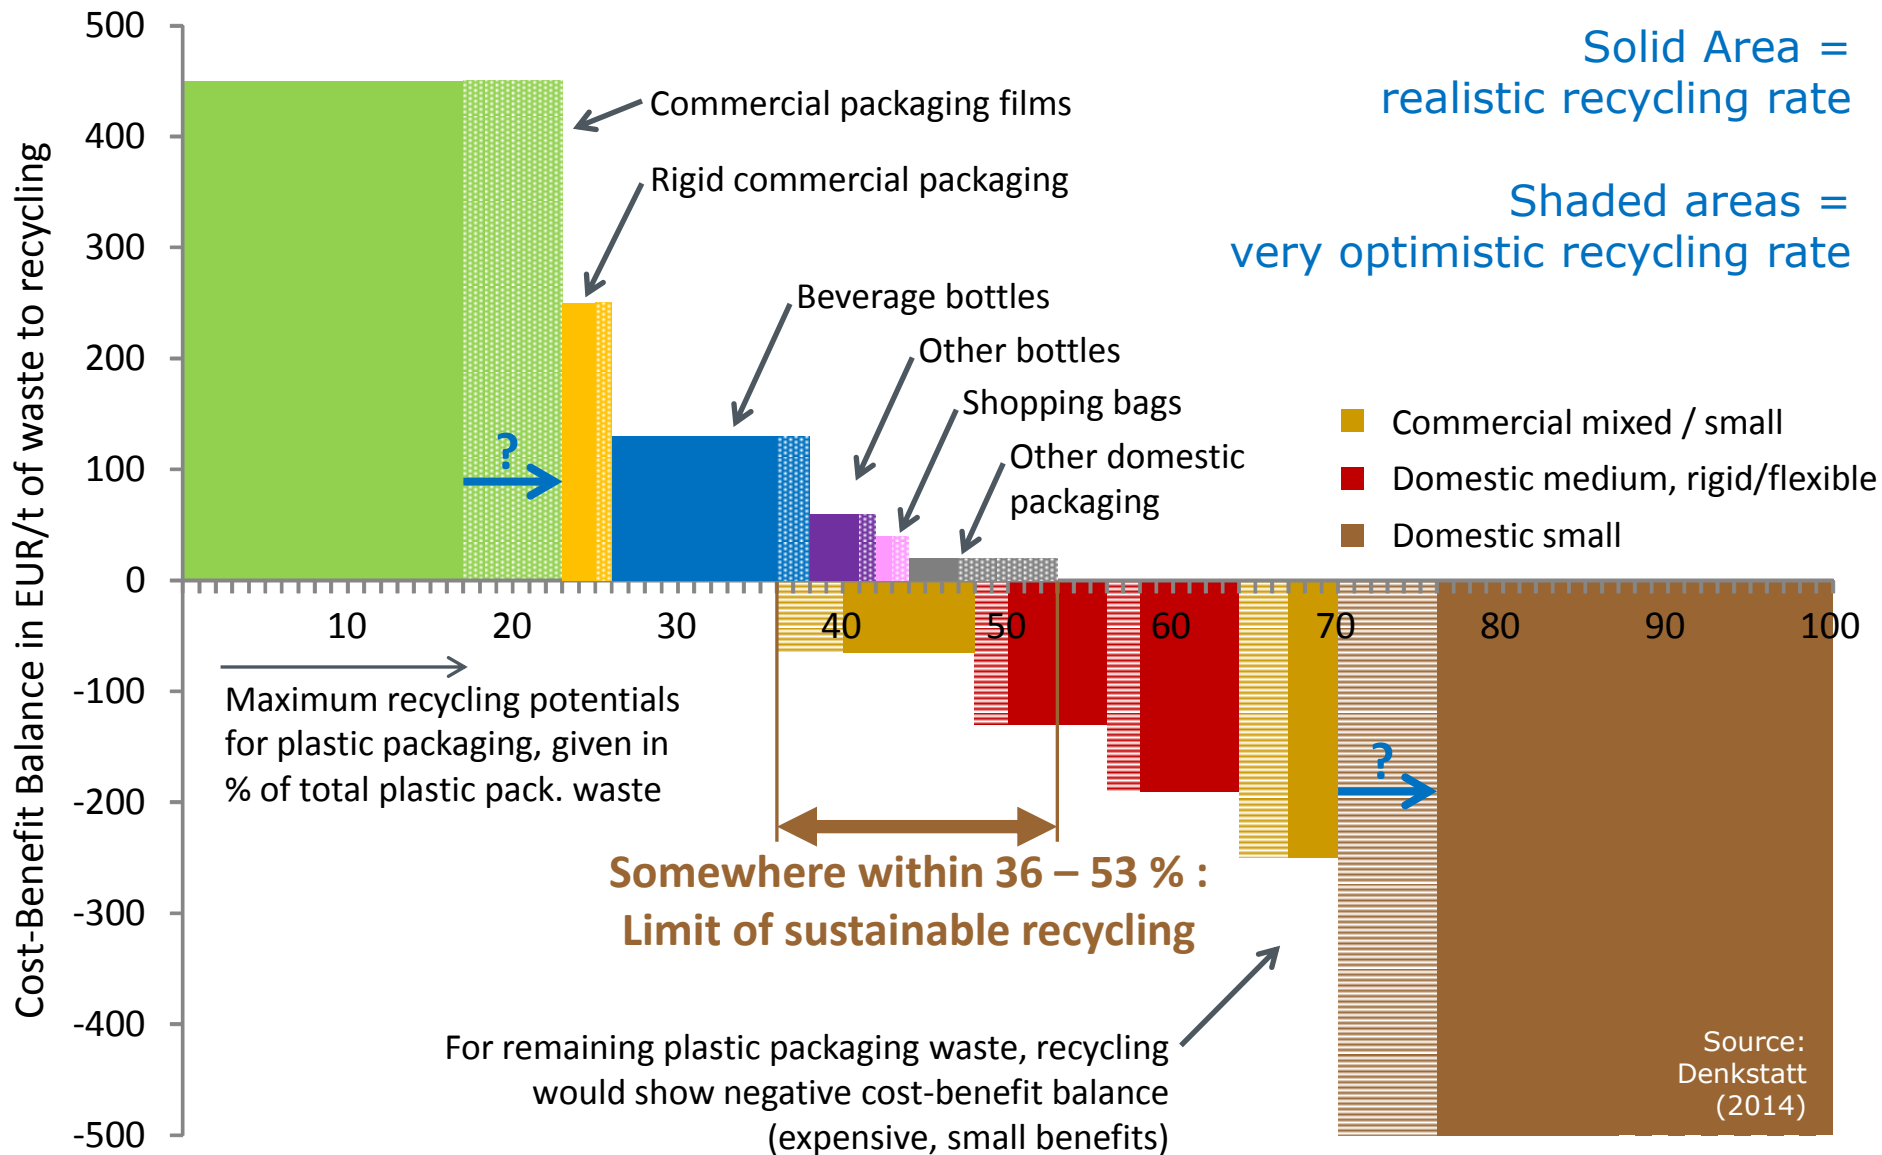 Cost-Benefit Balance in EUR/t of waste to recycling
500
400
300
200
100
0
-100
-200
-300
-400
-500
10
20
30
40
50
60
70
80
90
100
Commercial packaging films
Rigid commercial packaging
Beverage bottles
Other bottles
Shopping bags
Other domestic
packaging
Solid Area =
realistic recycling rate
Shaded areas =
very optimistic recycling rate
Commercial mixed / small
Domestic medium, rigid/flexible
Domestic small
?
?
Maximum recycling potentials
for plastic packaging, given in
% of total plastic pack. waste
Somewhere within 36 – 53 % :
Limit of sustainable recycling
For remaining plastic packaging waste, recycling
would show negative cost-benefit balance
(expensive, small benefits)
Source:
Denkstatt
(2014)